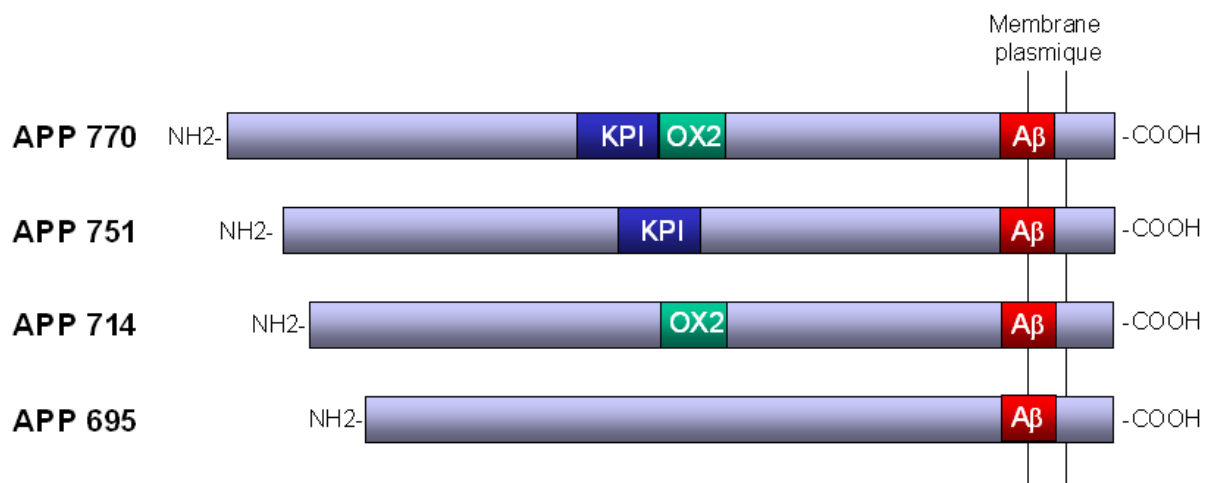 Membrane
plasmique
APP 770 NH2- KPI OX2 Aβ -COOH
APP 751 NH2- KPI Aβ -COOH
APP 714 NH2- OX2 Aβ -COOH
APP 695 NH2- Aβ -COOH